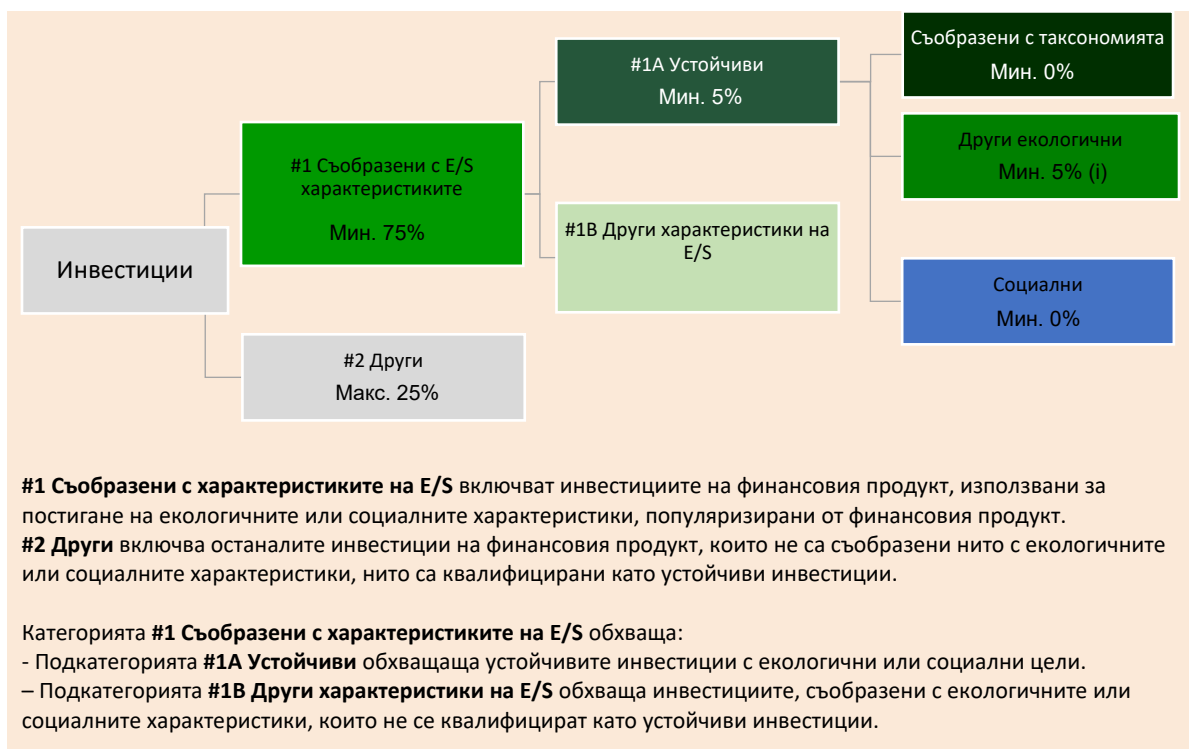 Съобразени с таксономията
Мин. 0%
#1A Устойчиви
Мин. 5%
Други екологични
Мин. 5% (i)
#1 Съобразени с E/S
характеристиките
Мин. 75%
#1B Други характеристики на
E/S
Инвестиции
Социални
Мин. 0%
#2 Други
Макс. 25%
#1 Съобразени с характеристиките на E/S включват инвестициите на финансовия продукт, използвани за
постигане на екологичните или социалните характеристики, популяризирани от финансовия продукт.
#2 Други включва останалите инвестиции на финансовия продукт, които не са съобразени нито с екологичните
или социалните характеристики, нито са квалифицирани като устойчиви инвестиции.
Категорията #1 Съобразени с характеристиките на E/S обхваща:
- Подкатегорията #1A Устойчиви обхващаща устойчивите инвестиции с екологични или социални цели.
– Подкатегорията #1B Други характеристики на E/S обхваща инвестициите, съобразени с екологичните или
социалните характеристики, които не се квалифицират като устойчиви инвестиции.